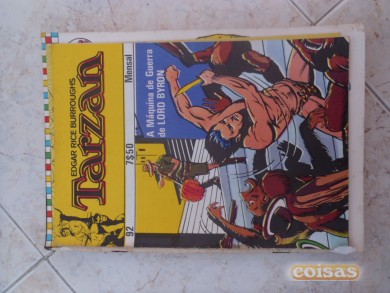 EDGAR RICE BURROUGHS
Tarzan
92 7$50 Mensal
A Máquina de Guerra
de LORD BYRON
coisas